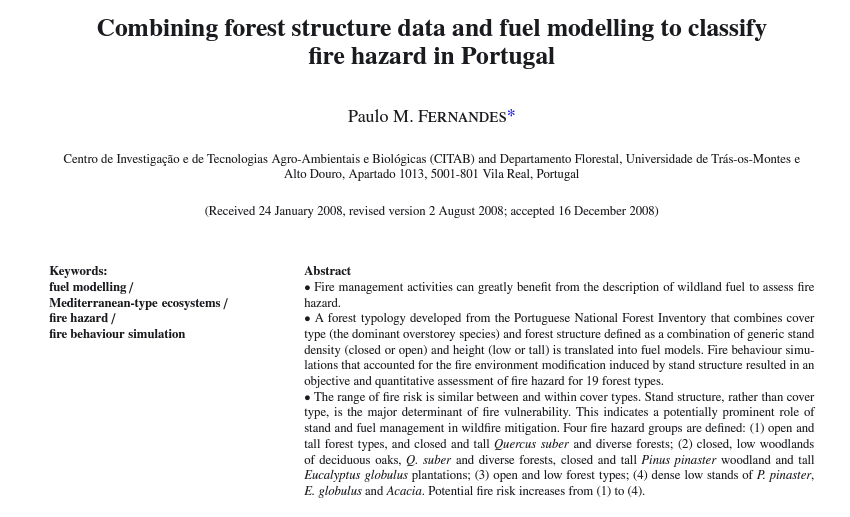 Combining forest structure data and fuel modelling to classify
fire hazard in Portugal
Paulo M. Fernandes*
Centro de Investigação e de Tecnologias Agro-Ambientais e Biológicas (CITAB) and Departamento Florestal, Universidade de Trás-os-Montes e
Alto Douro, Apartado 1013, 5001-801 Vila Real, Portugal
(Received 24 January 2008, revised version 2 August 2008; accepted 16 December 2008)
Keywords:
fuel modelling /
Mediterranean-type ecosystems /
fire hazard /
fire behaviour simulation
Abstract
• Fire management activities can greatly benefit from the description of wildland fuel to assess fire
hazard.
• A forest typology developed from the Portuguese National Forest Inventory that combines cover
type (the dominant overstorey species) and forest structure defined as a combination of generic stand
density (closed or open) and height (low or tall) is translated into fuel models. Fire behaviour simu-
lations that accounted for the fire environment modification induced by stand structure resulted in an
objective and quantitative assessment of fire hazard for 19 forest types.
• The range of fire risk is similar between and within cover types. Stand structure, rather than cover
type, is the major determinant of fire vulnerability. This indicates a potentially prominent role of
stand and fuel management in wildfire mitigation. Four fire hazard groups are defined: (1) open and
tall forest types, and closed and tall Quercus suber and diverse forests; (2) closed, low woodlands
of deciduous oaks, Q. suber and diverse forests, closed and tall Pinus pinaster woodland and tall
Eucalyptus globulus plantations; (3) open and low forest types; (4) dense low stands of P. pinaster,
E. globulus and Acacia. Potential fire risk increases from (1) to (4).